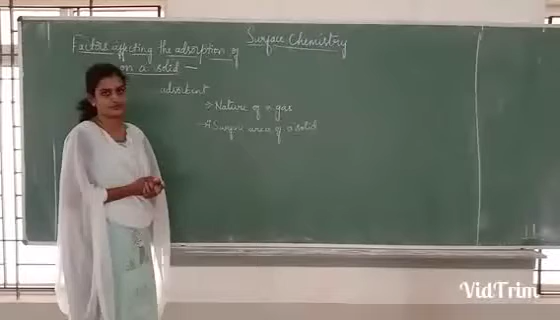 Surface Chemistry
Factors affecting the adsorption of
on a solid -
adsorbent
→ Nature of a gas
→ Surface area of a solid
VidTrim